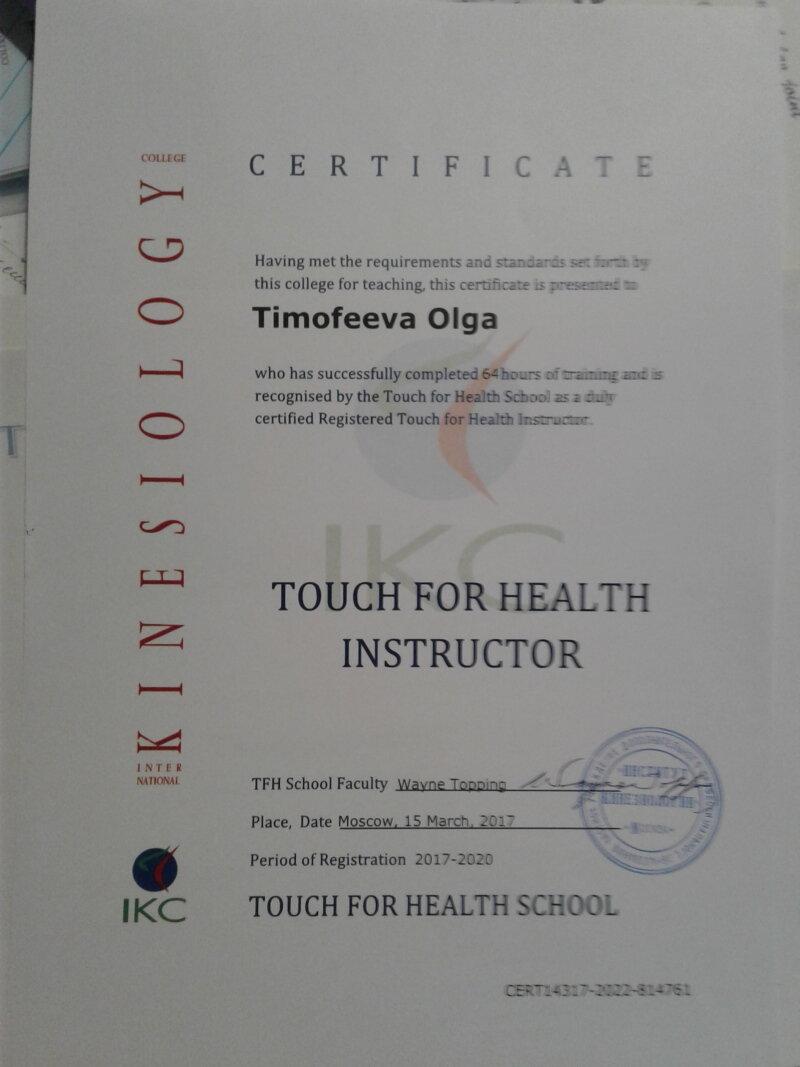 COLLEGE
KINESIOLOGY
INTER
NATIONAL
IKC
CERTIFICATE
Having met the requirements and standards set forth by
this college for teaching, this certificate is presented to
Timofeeva Olga
who has successfully completed 64 hours of training and is
recognised by the Touch for Health School as a duly
certified Registered Touch for Health Instructor.
IKC
TOUCH FOR HEALTH
INSTRUCTOR
TFH School Faculty Wayne Topping
Place, Date Moscow, 15 March, 2017
Period of Registration 2017-2020
TOUCH FOR HEALTH SCHOOL
CERT14317-2022-814761